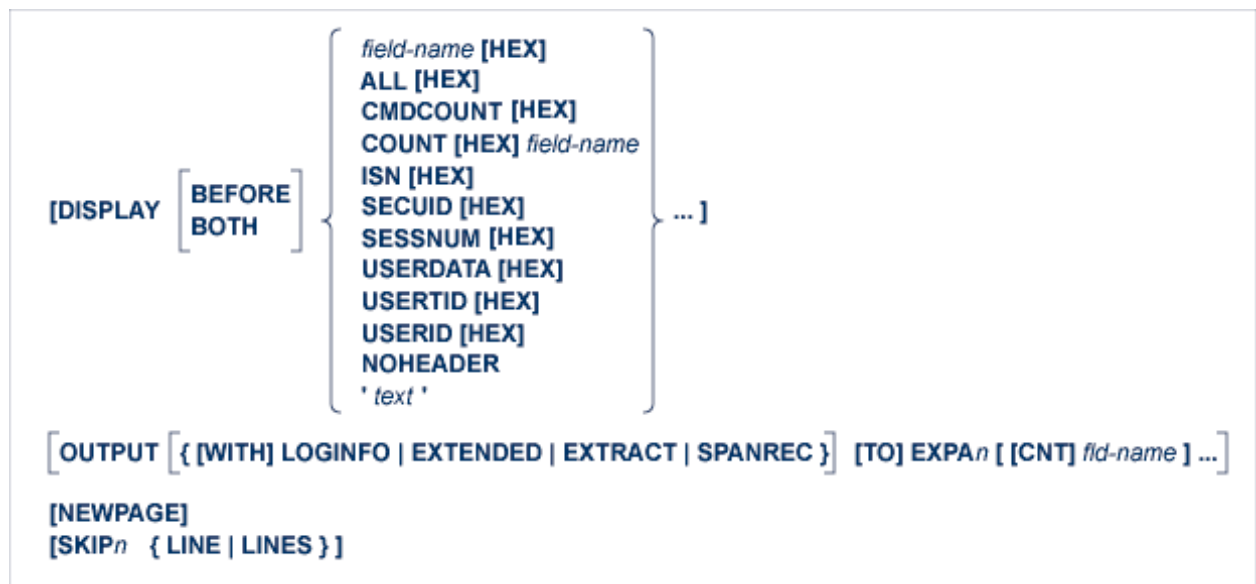 field-name [HEX]
ALL [HEX]
CMDCOUNT [HEX]
COUNT [HEX] field-name
ISN [HEX]
[DISPLAY [BEFORE BOTH] { SECUID [HEX] } ... ]
SESSNUM [HEX]
USERDATA [HEX]
USERTID [HEX]
USERID [HEX]
NOHEADER
' text '
[OUTPUT [{ [WITH] LOGINFO | EXTENDED | EXTRACT | SPANREC }] [TO] EXPAn [ [CNT] fld-name ] ...]
[NEWPAGE]
[SKIPn { LINE | LINES } ]